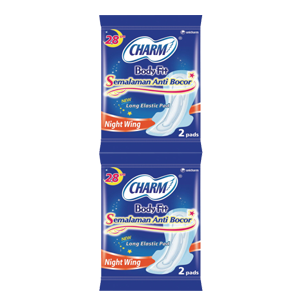 28
CHARM
Body Fit
Semalaman Anti Bocor
NEW
Long Elastic Pad
Night Wing
2 pads
28
CHARM
Body Fit
Semalaman Anti Bocor
NEW
Long Elastic Pad
Night Wing
2 pads